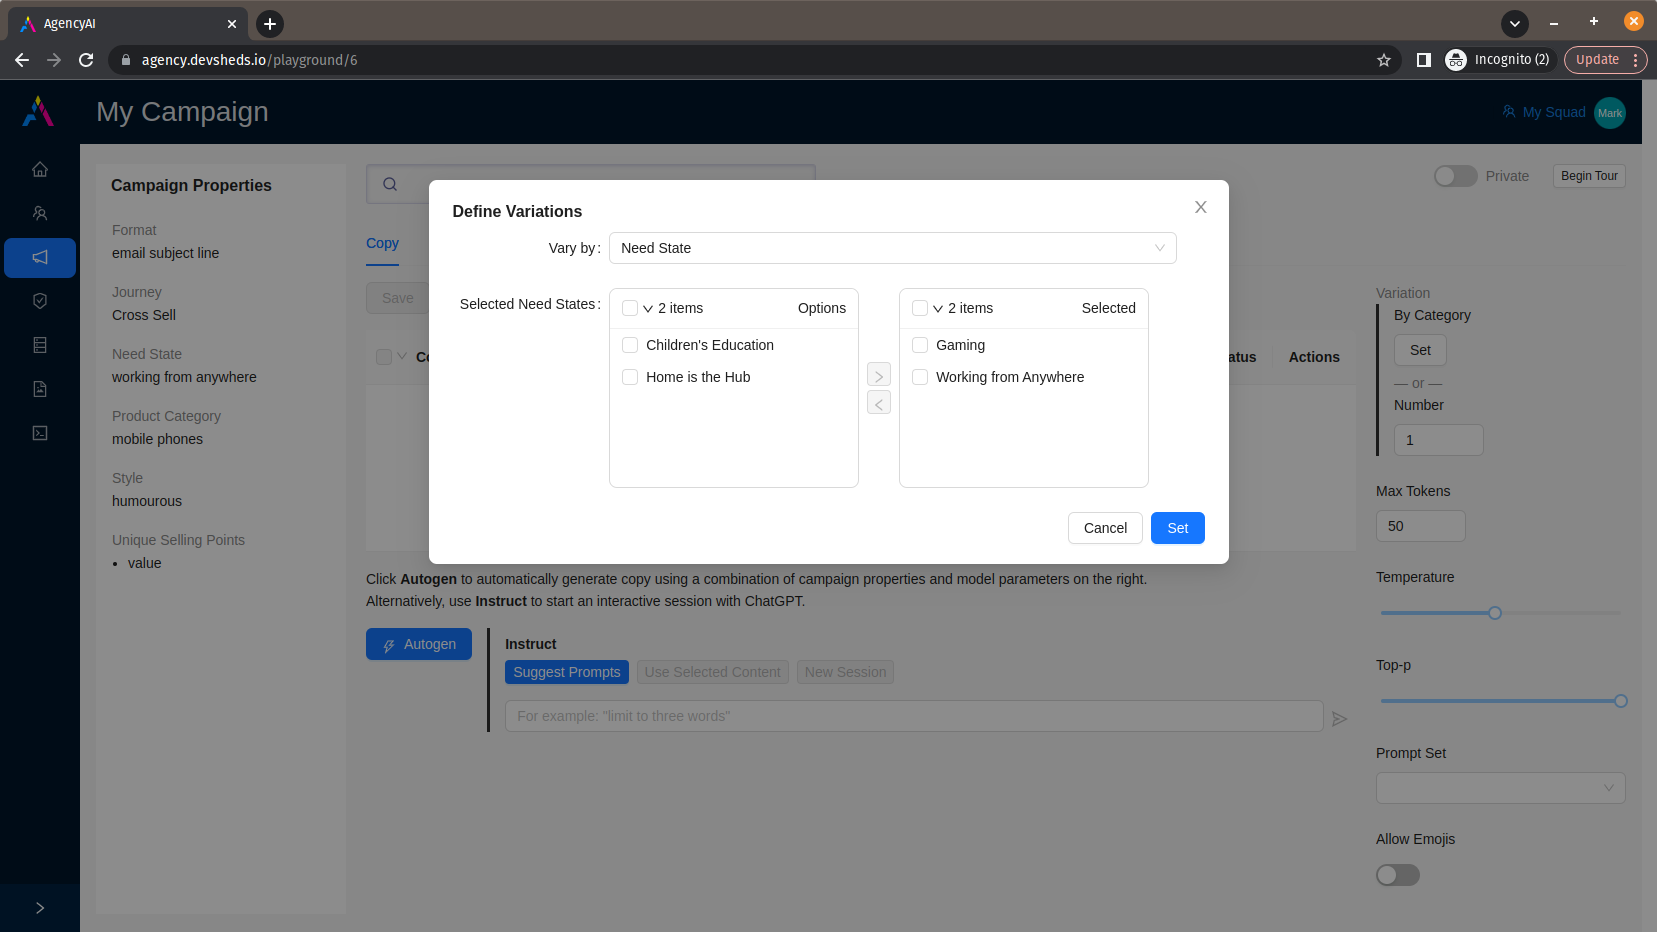 AgencyAI
agency.devsheds.io/playground/6
Incognito (2)
Update
My Campaign
My Squad
Mark
Campaign Properties
Format
email subject line
Journey
Cross Sell
Need State
working from anywhere
Product Category
mobile phones
Style
humourous
Unique Selling Points
• value
Private
Begin Tour
Copy
Save
Co
atus
Actions
Define Variations
Vary by:
Need State
Selected Need States:
2 items
Options
Children's Education
Home is the Hub
2 items
Selected
Gaming
Working from Anywhere
Cancel
Set
Click Autogen to automatically generate copy using a combination of campaign properties and model parameters on the right.
Alternatively, use Instruct to start an interactive session with ChatGPT.
Autogen
Instruct
Suggest Prompts
Use Selected Content
New Session
For example: "limit to three words"
Variation
By Category
Set
— or —
Number
1
Max Tokens
50
Temperature
Top-p
Prompt Set
Allow Emojis